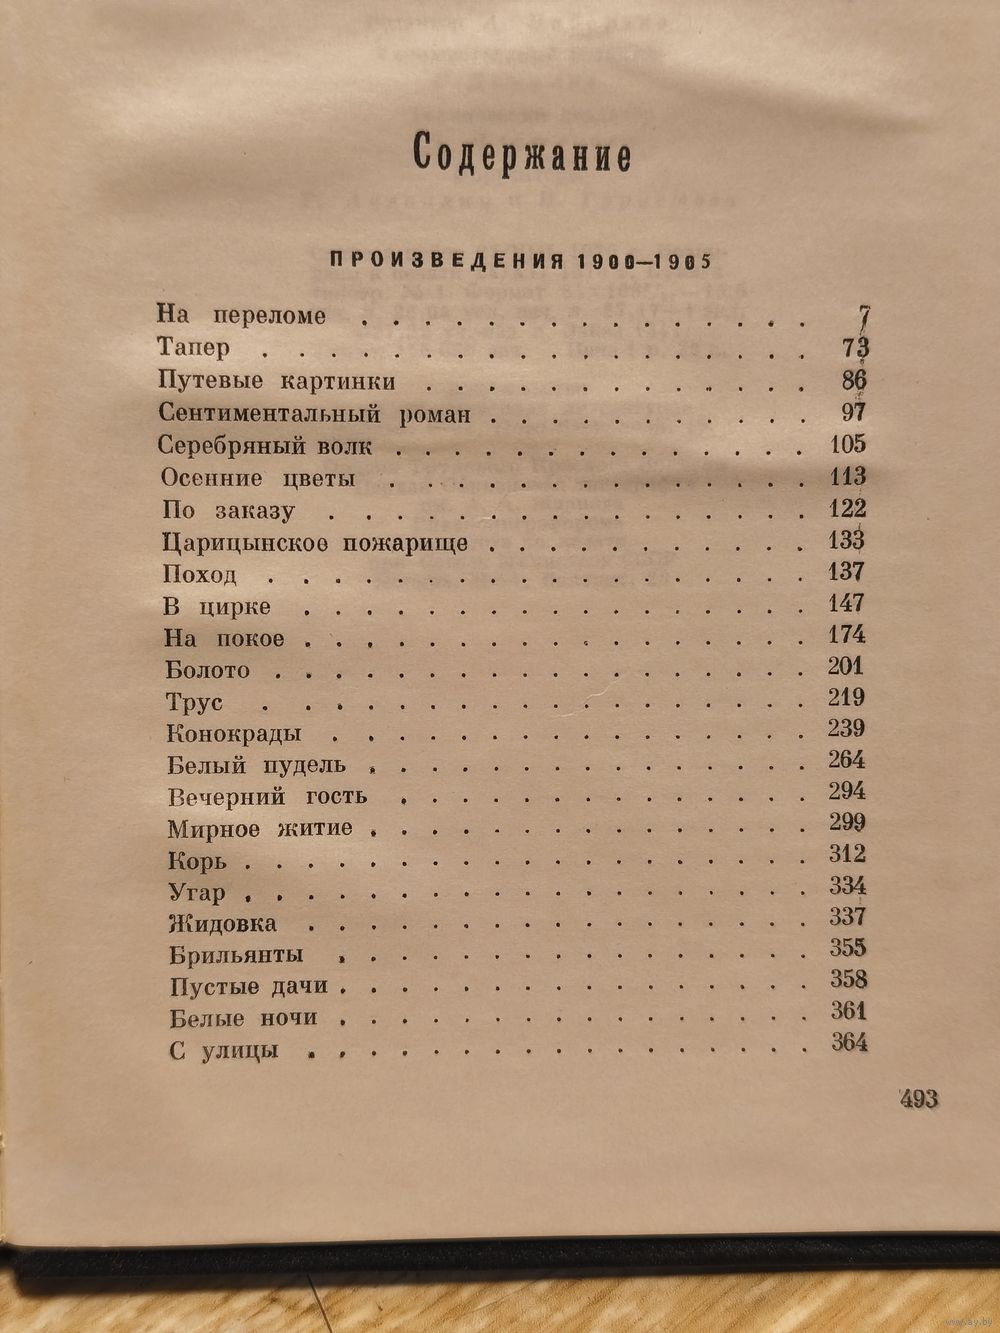 Содержание
ПРОИЗВЕДЕНИЯ 1900—1905
На переломе . . . . . . . . . . . . . . . 7
Тапер . . . . . . . . . . . . . . . . . 73
Путевые картинки . . . . . . . . . . . . . 86
Сентиментальный роман . . . . . . . . . . . 97
Серебряный волк . . . . . . . . . . . . . . 105
Осенние цветы . . . . . . . . . . . . . . 113
По заказу . . . . . . . . . . . . . . . . 122
Царицынское пожарище . . . . . . . . . . . 133
Поход . . . . . . . . . . . . . . . . . . 137
В цирке . . . . . . . . . . . . . . . . . 147
На покое . . . . . . . . . . . . . . . . . 174
Болото . . . . . . . . . . . . . . . . . . 201
Трус . . . . . . . . . . . . . . . . . . 219
Конокрады . . . . . . . . . . . . . . . . 239
Белый пудель . . . . . . . . . . . . . . . 264
Вечерний гость . . . . . . . . . . . . . . 294
Мирное житие . . . . . . . . . . . . . . . 299
Корь . . . . . . . . . . . . . . . . . . . 312
Угар . . . . . . . . . . . . . . . . . . . 334
Жидовка . . . . . . . . . . . . . . . . . 337
Брильянты . . . . . . . . . . . . . . . . 355
Пустые дачи . . . . . . . . . . . . . . . . 358
Белые ночи . . . . . . . . . . . . . . . . 361
С улицы . . . . . . . . . . . . . . . . . 364
493
www.ay.by